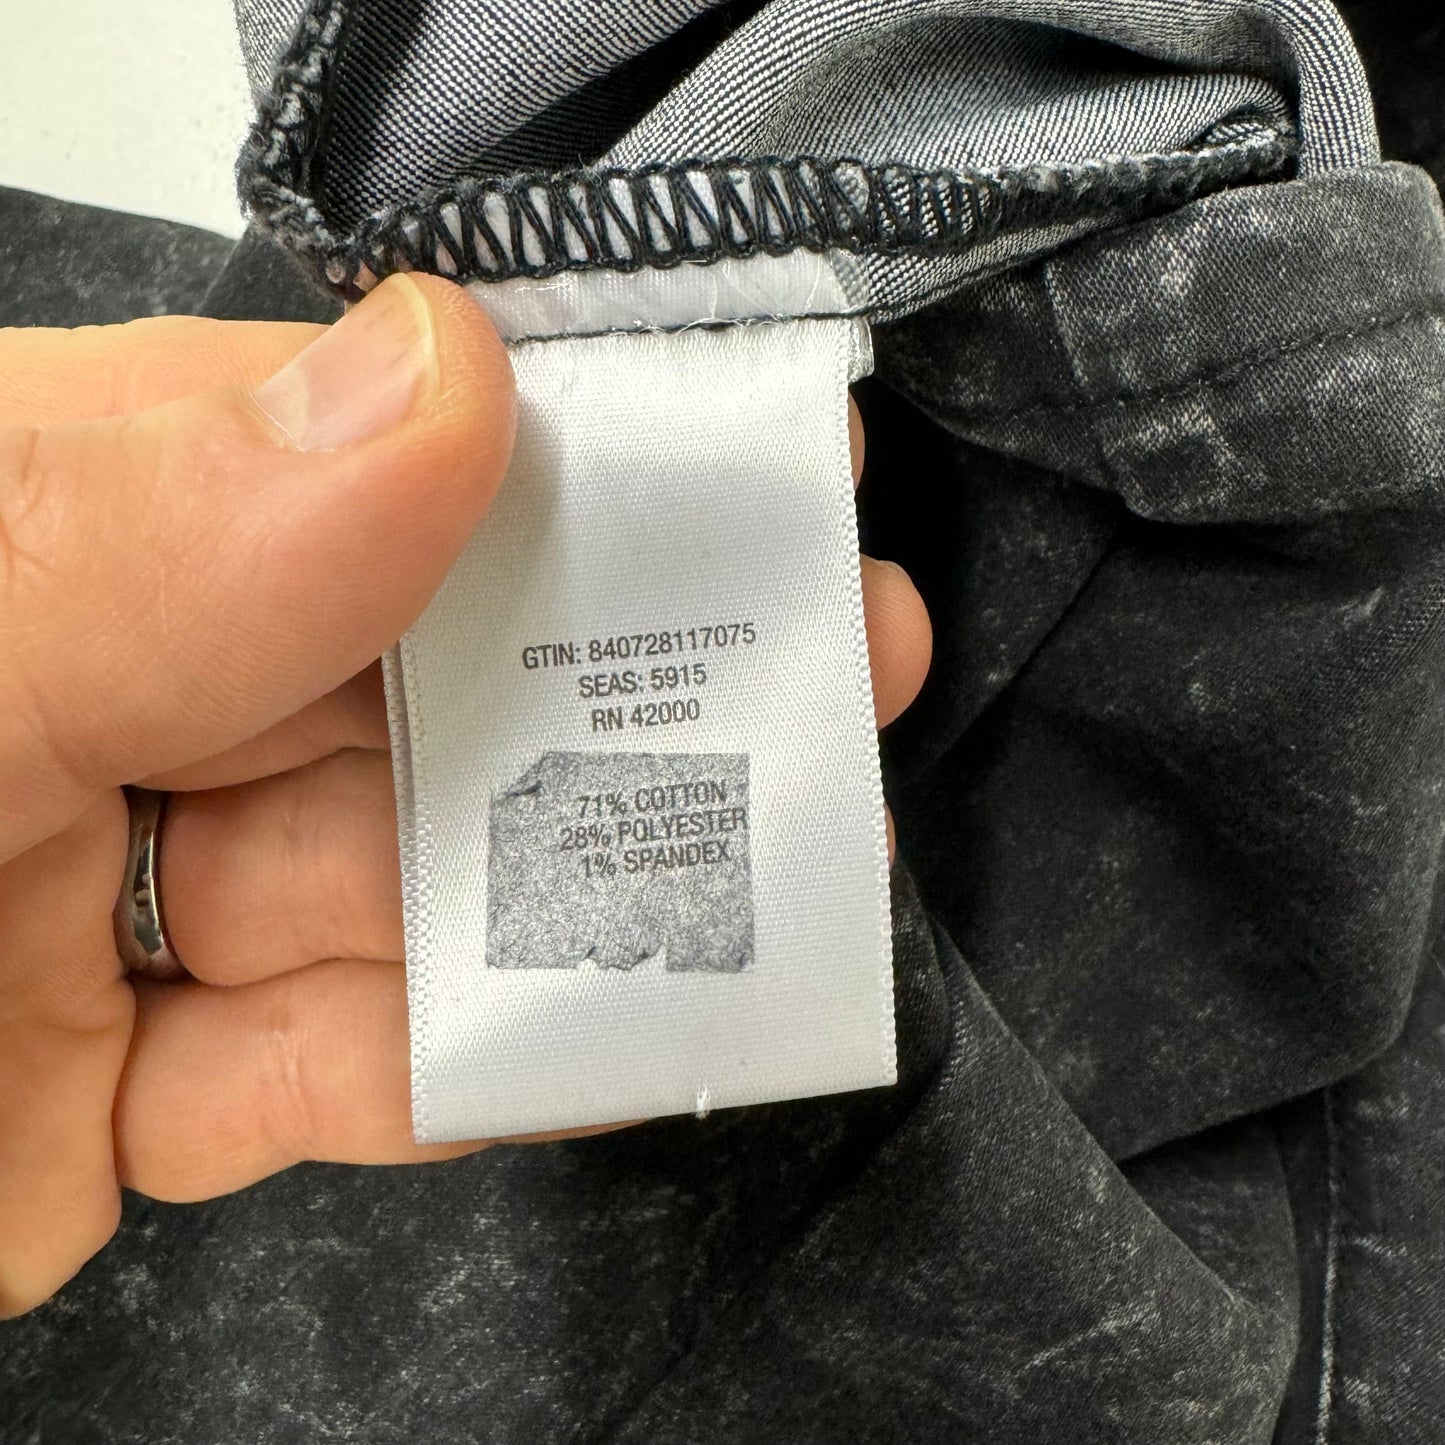 GTIN: 840728117075
SEAS: 5915
RN 42000
71% COTTON
28% POLYESTER
1% SPANDEX